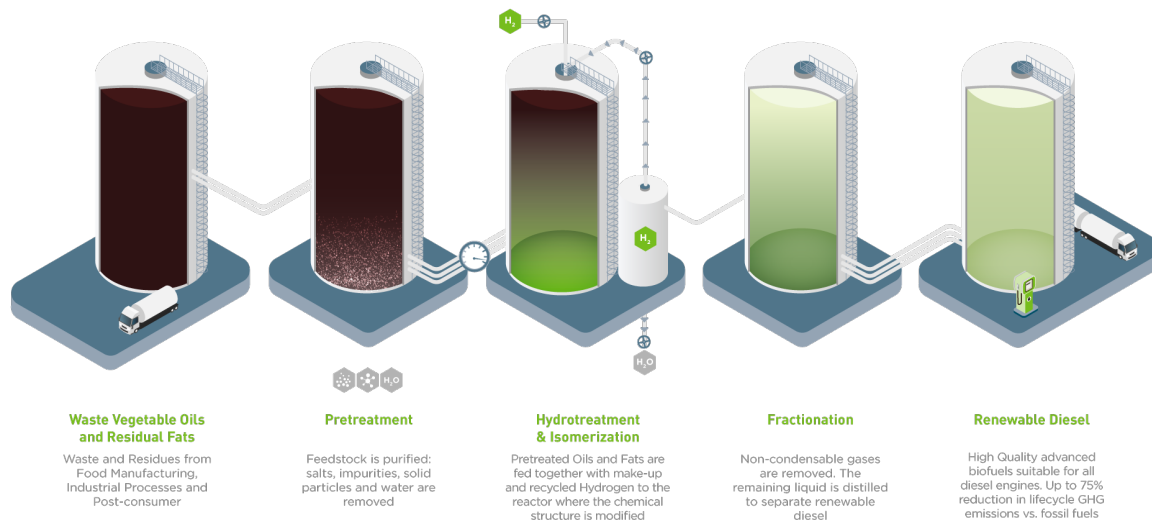 H₂
H₂
H₂O
H₂O
Waste Vegetable Oils
and Residual Fats
Waste and Residues from
Food Manufacturing,
Industrial Processes and
Post-consumer
Pretreatment
Feedstock is purified:
salts, impurities, solid
particles and water are
removed
Hydrotreatment
& Isomerization
Pretreated Oils and Fats are
fed together with make-up
and recycled Hydrogen to the
reactor where the chemical
structure is modified
Fractionation
Non-condensable gases
are removed. The
remaining liquid is distilled
to separate renewable
diesel
Renewable Diesel
High Quality advanced
biofuels suitable for all
diesel engines. Up to 75%
reduction in lifecycle GHG
emissions vs. fossil fuels